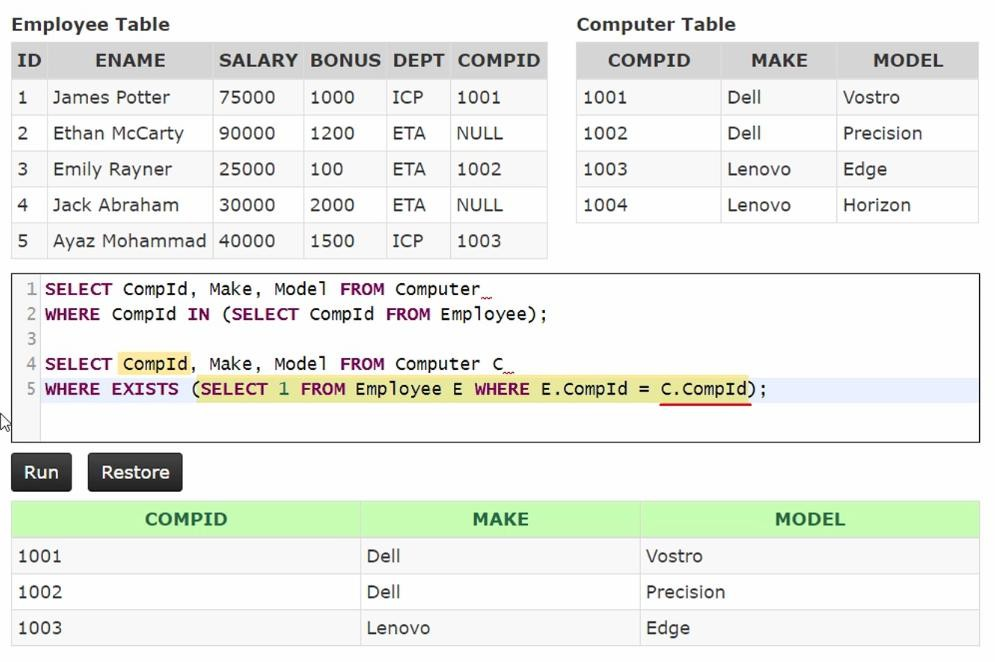 Employee Table
ID ENAME SALARY BONUS DEPT COMPID
1 James Potter 75000 1000 ICP 1001
2 Ethan McCarty 90000 1200 ETA NULL
3 Emily Rayner 25000 100 ETA 1002
4 Jack Abraham 30000 2000 ETA NULL
5 Ayaz Mohammad 40000 1500 ICP 1003
Computer Table
COMPID MAKE MODEL
1001 Dell Vostro
1002 Dell Precision
1003 Lenovo Edge
1004 Lenovo Horizon
1 SELECT CompId, Make, Model FROM Computer
2 WHERE CompId IN (SELECT CompId FROM Employee);
3
4 SELECT CompId, Make, Model FROM Computer C
5 WHERE EXISTS (SELECT 1 FROM Employee E WHERE E.CompId = C.CompId);
Run Restore
COMPID MAKE MODEL
1001 Dell Vostro
1002 Dell Precision
1003 Lenovo Edge